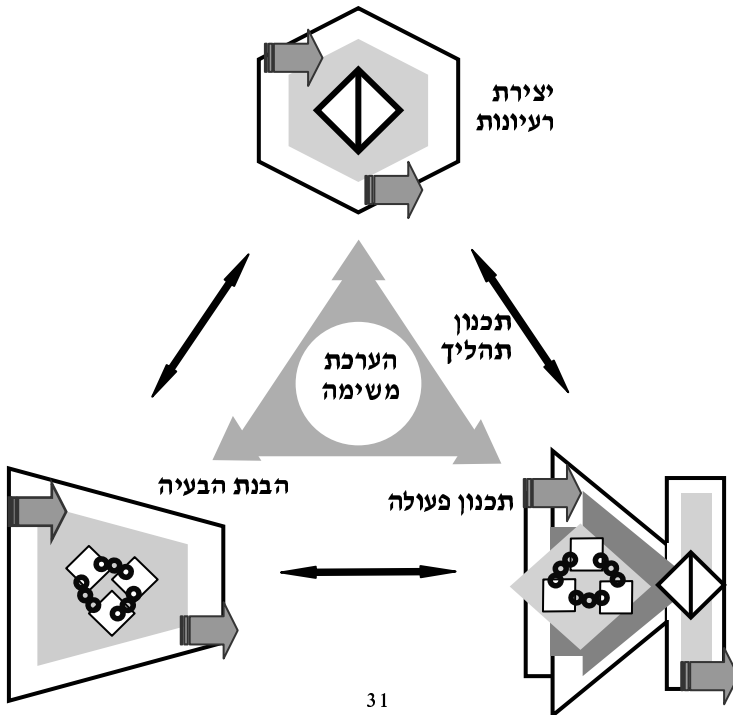 יצירת
רעיונות
תכנון
תהליך
הערכת
משימה
הבנת הבעיה
תכנון פעולה
31